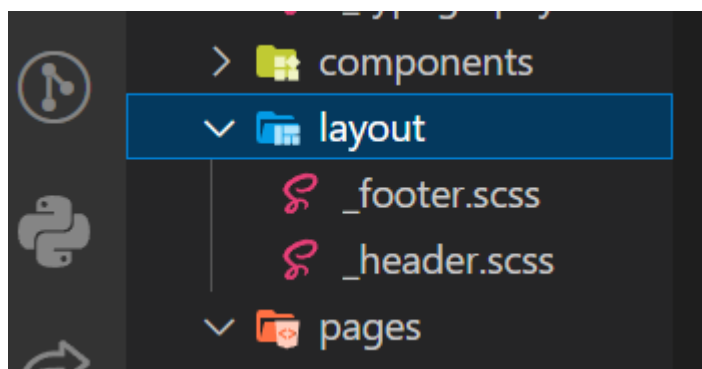 components
layout
_footer.scss
_header.scss
pages